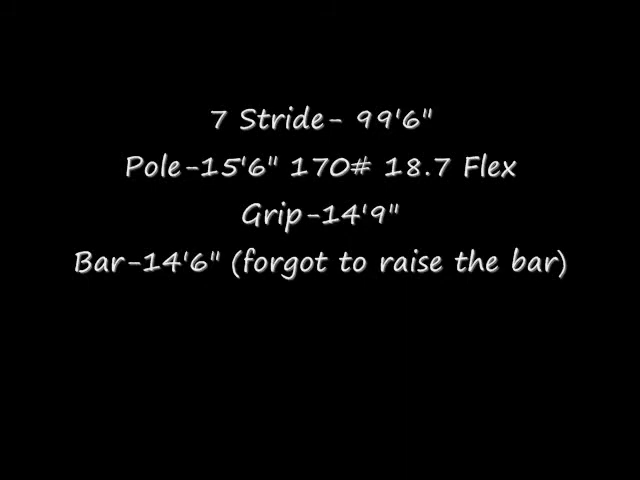 7 Stride- 99'6"
Pole-15'6" 170# 18.7 Flex
Grip-14'9"
Bar-14'6" (forgot to raise the bar)